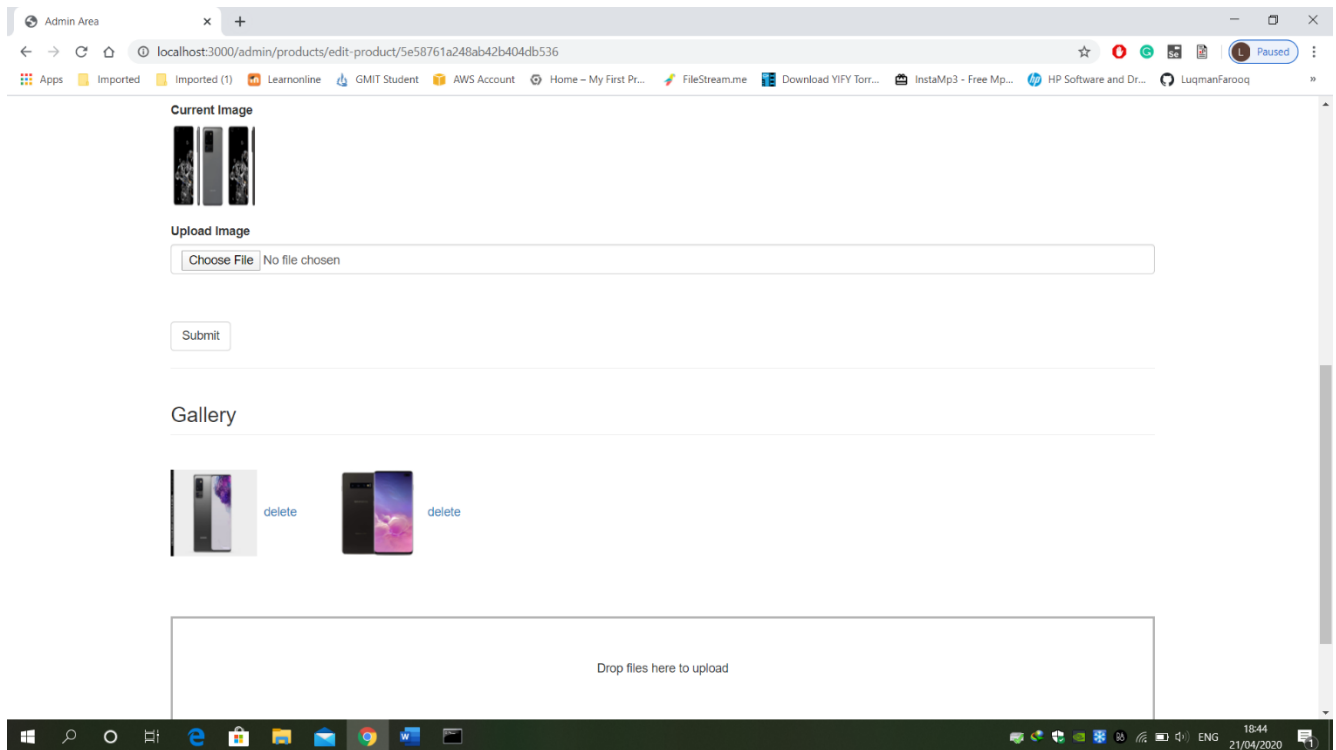 Admin Area
localhost:3000/admin/products/edit-product/5e58761a248ab42b404db536
L Paused
Apps Imported Imported (1) Learnonline GMIT Student AWS Account Home – My First Pr... FileStream.me Download YIFY Torr... InstaMp3 - Free Mp... HP Software and Dr... LuqmanFarooq »
Current Image
Upload Image
Choose File No file chosen
Submit
Gallery
delete delete
Drop files here to upload
ENG 18:44
21/04/2020